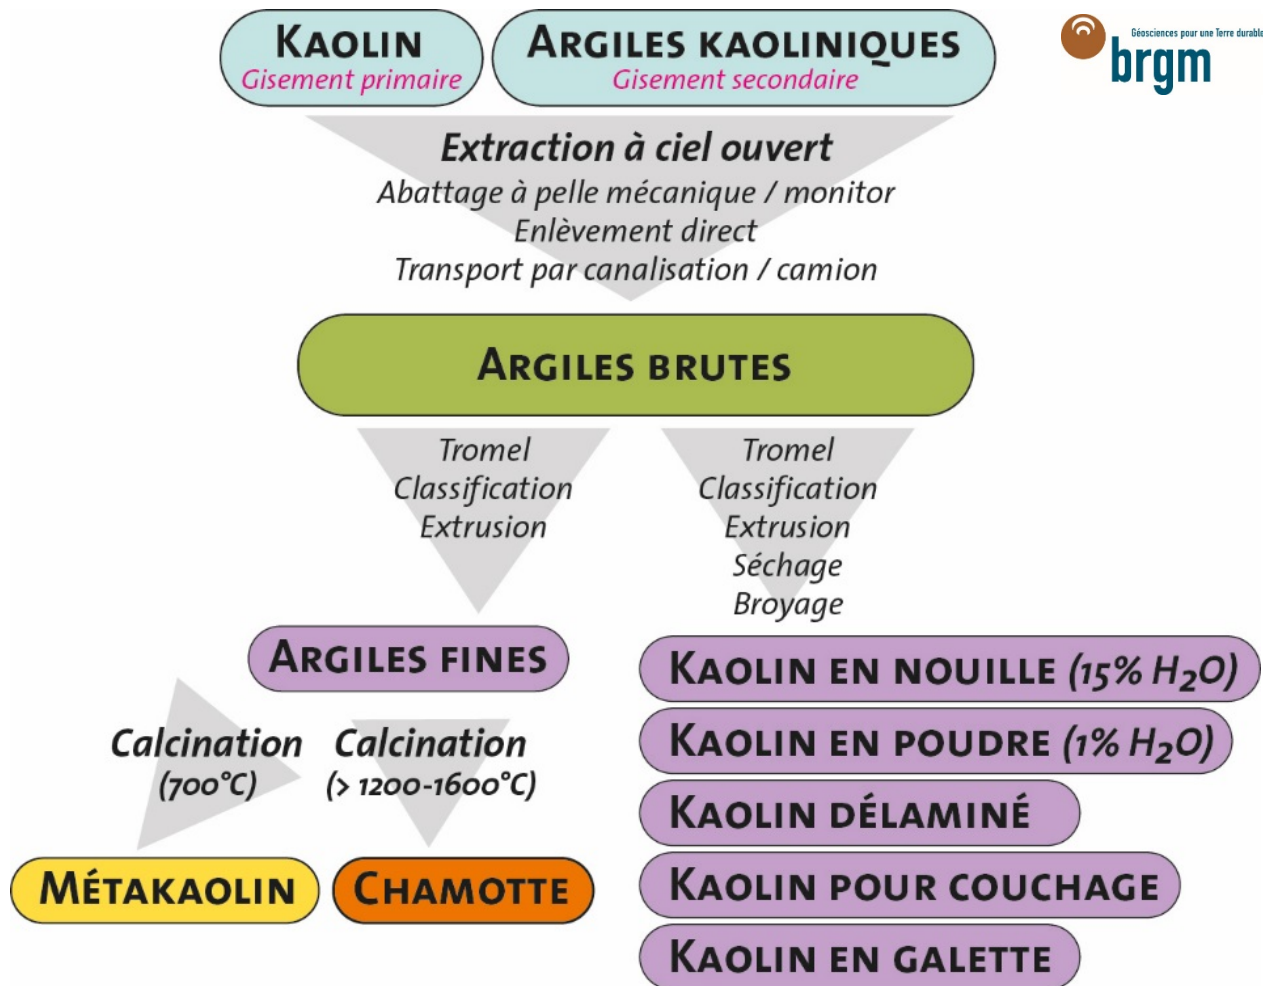 KAOLIN
Gisement primaire
ARGILES KAOLINIQUES
Gisement secondaire
Géosciences pour une Terre durable
brgm
Extraction à ciel ouvert
Abattage à pelle mécanique / monitor
Enlèvement direct
Transport par canalisation / camion
ARGILES BRUTES
Tromel
Classification
Extrusion
Tromel
Classification
Extrusion
Séchage
Broyage
ARGILES FINES
Calcination
(700°C)
Calcination
(> 1200-1600°C)
MÉTAKAOLIN
CHAMOTTE
KAOLIN EN NOUILLE (15% H2O)
KAOLIN EN POUDRE (1% H2O)
KAOLIN DÉLAMINÉ
KAOLIN POUR COUCHAGE
KAOLIN EN GALETTE